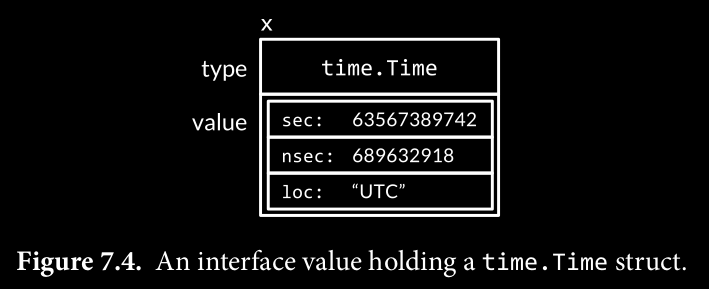 x
type time.Time
value sec: 63567389742
nsec: 689632918
loc: “UTC”
Figure 7.4. An interface value holding a time.Time struct.